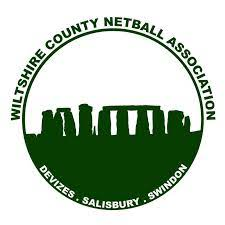 WILTSHIRE COUNTY NETBALL ASSOCIATION
DEVIZES . SALISBURY . SWINDON